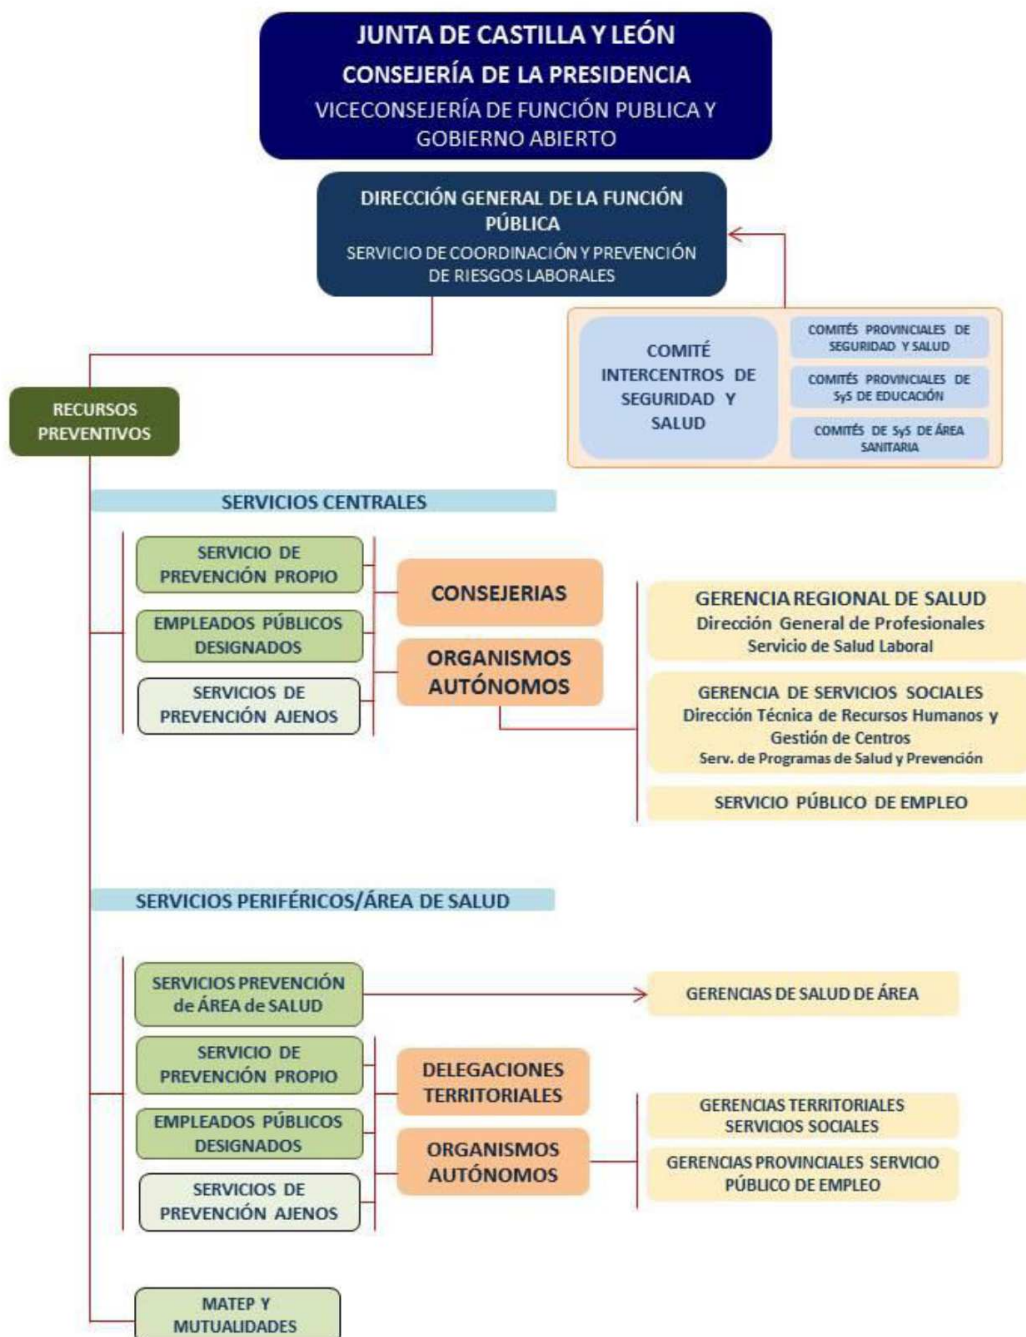 JUNTA DE CASTILLA Y LEÓN
CONSEJERÍA DE LA PRESIDENCIA
VICECONSEJERÍA DE FUNCIÓN PUBLICA Y
GOBIERNO ABIERTO
DIRECCIÓN GENERAL DE LA FUNCIÓN
PÚBLICA
SERVICIO DE COORDINACIÓN Y PREVENCIÓN
DE RIESGOS LABORALES
COMITÉ
INTERCENTROS DE
SEGURIDAD Y
SALUD
COMITÉS PROVINCIALES DE
SEGURIDAD Y SALUD
COMITÉS PROVINCIALES DE
SyS DE EDUCACIÓN
COMITÉS DE SyS DE ÁREA
SANITARIA
RECURSOS
PREVENTIVOS
SERVICIOS CENTRALES
SERVICIO DE
PREVENCIÓN PROPIO
EMPLEADOS PÚBLICOS
DESIGNADOS
SERVICIOS DE
PREVENCIÓN AJENOS
CONSEJERIAS
ORGANISMOS
AUTÓNOMOS
GERENCIA REGIONAL DE SALUD
Dirección General de Profesionales
Servicio de Salud Laboral
GERENCIA DE SERVICIOS SOCIALES
Dirección Técnica de Recursos Humanos y
Gestión de Centros
Serv. de Programas de Salud y Prevención
SERVICIO PÚBLICO DE EMPLEO
SERVICIOS PERIFÉRICOS/ÁREA DE SALUD
SERVICIOS PREVENCIÓN
de ÁREA de SALUD
GERENCIAS DE SALUD DE ÁREA
SERVICIO DE
PREVENCIÓN PROPIO
EMPLEADOS PÚBLICOS
DESIGNADOS
SERVICIOS DE
PREVENCIÓN AJENOS
DELEGACIONES
TERRITORIALES
ORGANISMOS
AUTÓNOMOS
GERENCIAS TERRITORIALES
SERVICIOS SOCIALES
GERENCIAS PROVINCIALES SERVICIO
PÚBLICO DE EMPLEO
MATEP Y
MUTUALIDADES